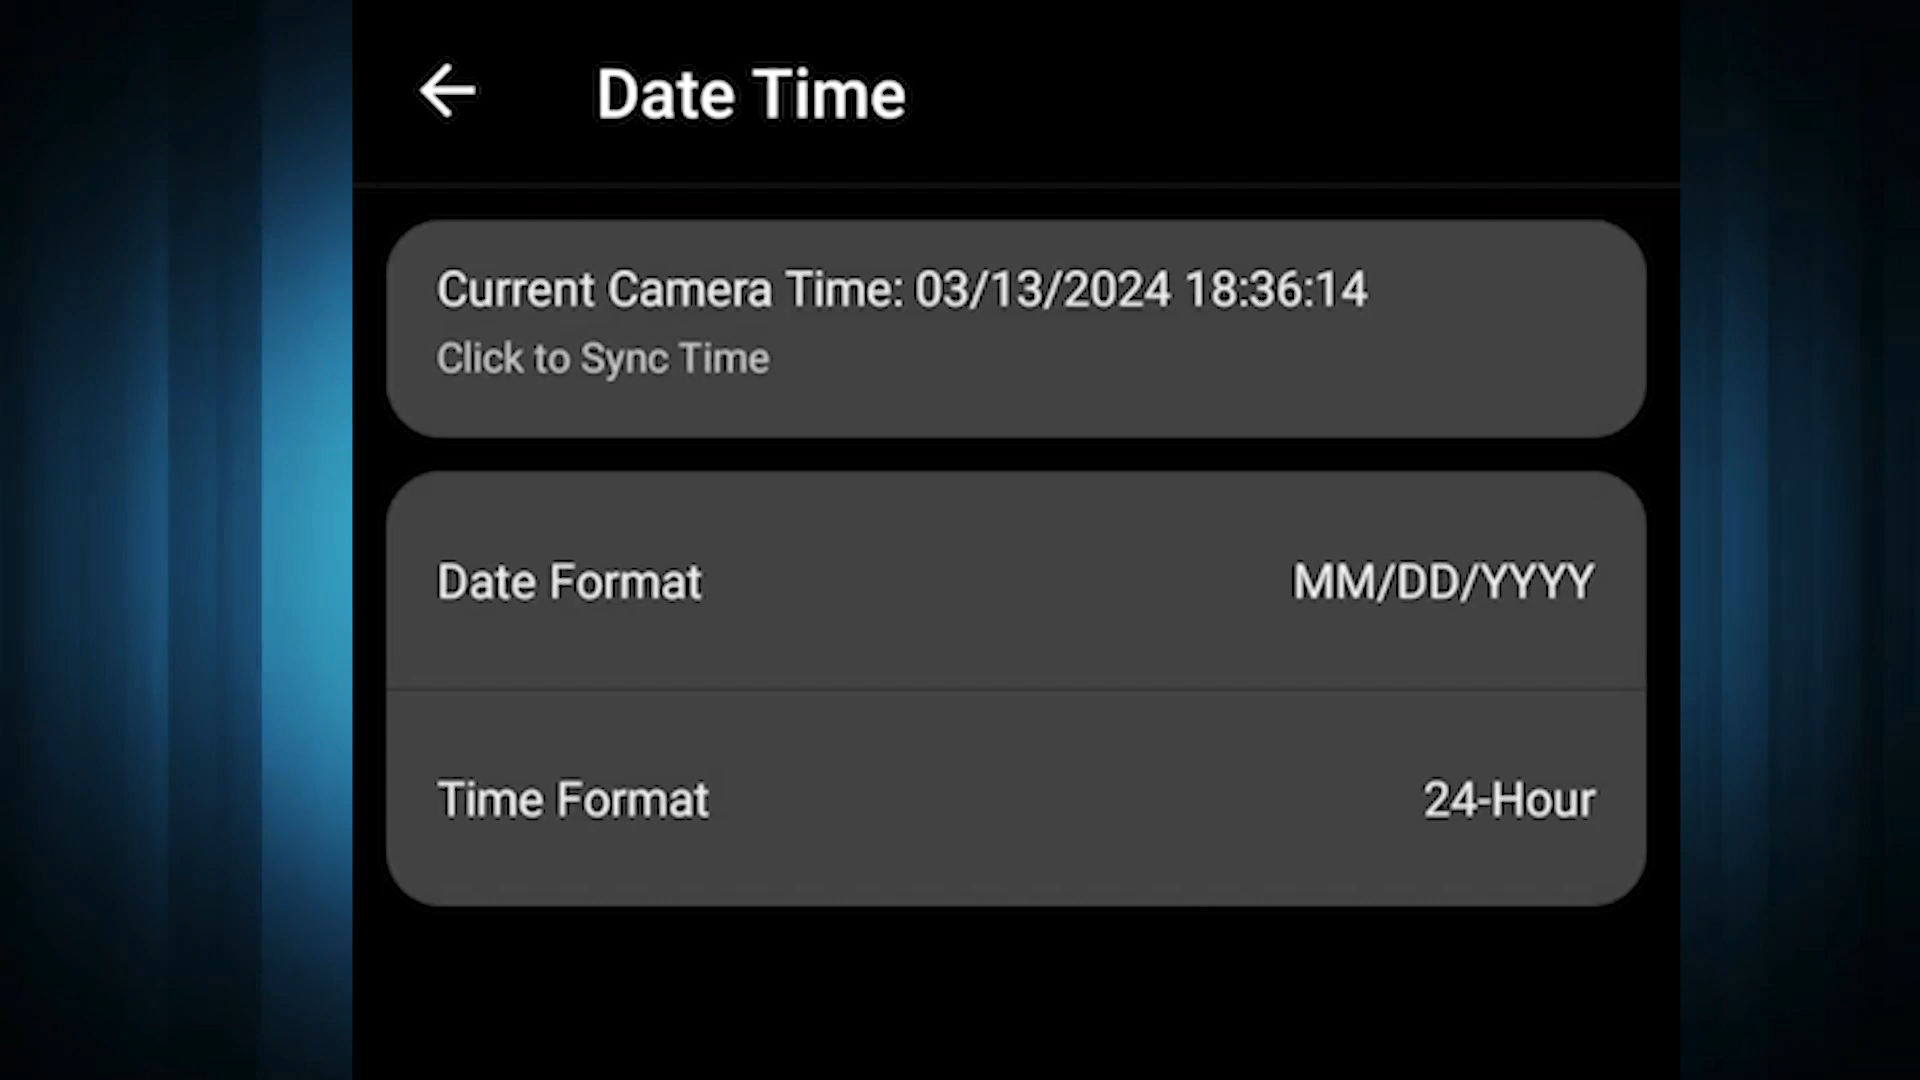 Date Time
Current Camera Time: 03/13/2024 18:36:14
Click to Sync Time
Date Format MM/DD/YYYY
Time Format 24-Hour